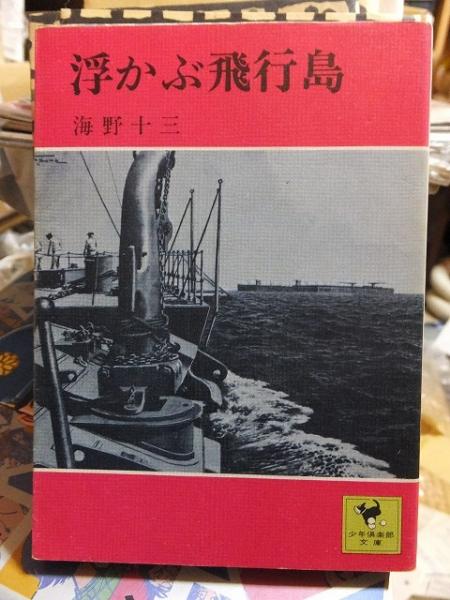 浮かぶ飛行島
海野十三
少年倶楽部
文庫